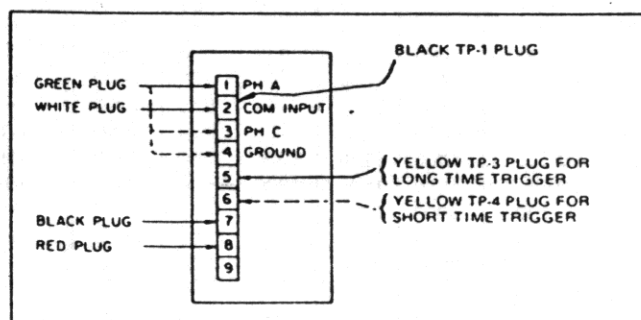 BLACK TP-1 PLUG
GREEN PLUG 1 PH A
WHITE PLUG 2 COM INPUT
3 PH C
4 GROUND
5 YELLOW TP-3 PLUG FOR
LONG TIME TRIGGER
6 YELLOW TP-4 PLUG FOR
SHORT TIME TRIGGER
BLACK PLUG 7
RED PLUG 8
9